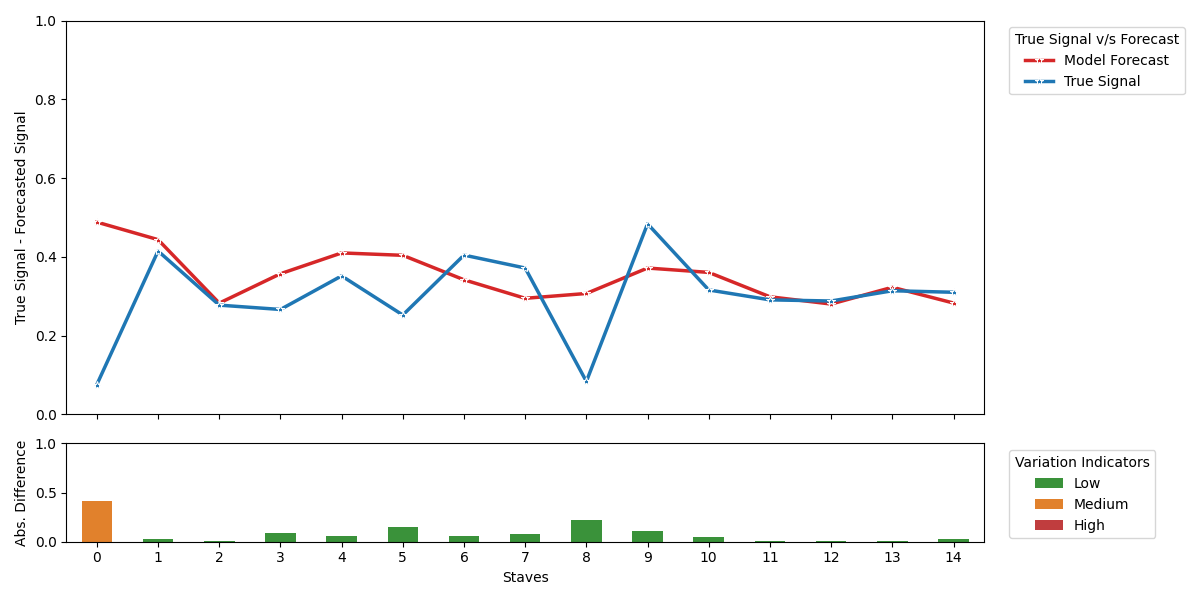 1.0
0.8
0.6
0.4
0.2
0.0
True Signal - Forecasted Signal
True Signal v/s Forecast
Model Forecast
True Signal
1.0
0.5
0.0
Abs. Difference
0 1 2 3 4 5 6 7 8 9 10 11 12 13 14
Staves
Variation Indicators
Low
Medium
High